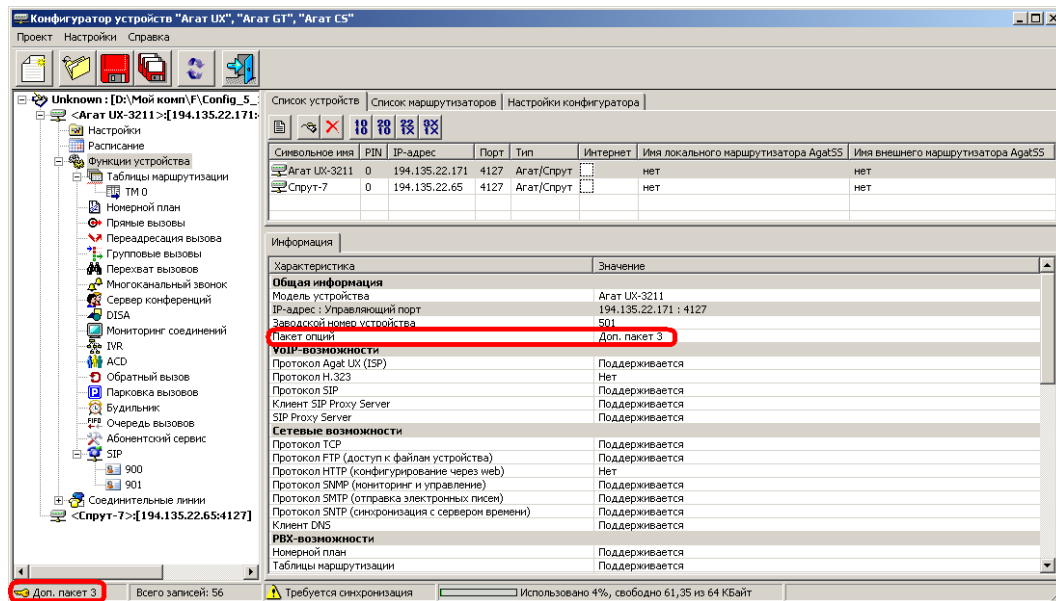 Конфигуратор устройств "Агат UX", "Агат GT", "Агат CS"
Проект Настройки Справка
Unknown : [D:\Мой комп\F\Config_5_
<Агат UX-3211>:[194.135.22.171:
Настройки
Расписание
Функции устройства
Таблицы маршрутизации
ТМ 0
Номерной план
Прямые вызовы
Переадресация вызова
Групповые вызовы
Перехват вызовов
Многоканальный звонок
Сервер конференций
DISA
Мониторинг соединений
IVR
ACD
Обратный вызов
Парковка вызовов
Будильник
Очередь вызовов
Абонентский сервис
SIP
900
901
Соединительные линии
<Спрут-7>:[194.135.22.65:4127]
Список устройств Список маршрутизаторов Настройки конфигуратора
Символьное имя PIN IP-адрес Порт Тип Интернет Имя локального маршрутизатора AgatSS Имя внешнего маршрутизатора AgatSS
Агат UX-3211 0 194.135.22.171 4127 Агат/Спрут нет нет
Спрут-7 0 194.135.22.65 4127 Агат/Спрут нет нет
Информация
Характеристика Значение
Общая информация
Модель устройства Агат UX-3211
IP-адрес : Управляющий порт 194.135.22.171 : 4127
Заводской номер устройства 501
Пакет опций Доп. пакет 3
VoIP-возможности
Протокол Agat UX (ISP) Поддерживается
Протокол H.323 Нет
Протокол SIP Поддерживается
Клиент SIP Proxy Server Поддерживается
SIP Proxy Server Поддерживается
Сетевые возможности
Протокол TCP Поддерживается
Протокол FTP (доступ к файлам устройства) Поддерживается
Протокол HTTP (конфигурирование через web) Нет
Протокол SNMP (мониторинг и управление) Поддерживается
Протокол SMTP (отправка электронных писем) Поддерживается
Протокол SNTP (синхронизация с сервером времени) Поддерживается
Клиент DNS Поддерживается
PBX-возможности
Номерной план Поддерживается
Таблицы маршрутизации Поддерживается
Доп. пакет 3 Всего записей: 56 Требуется синхронизация Использовано 4%, свободно 61,35 из 64 КБайт